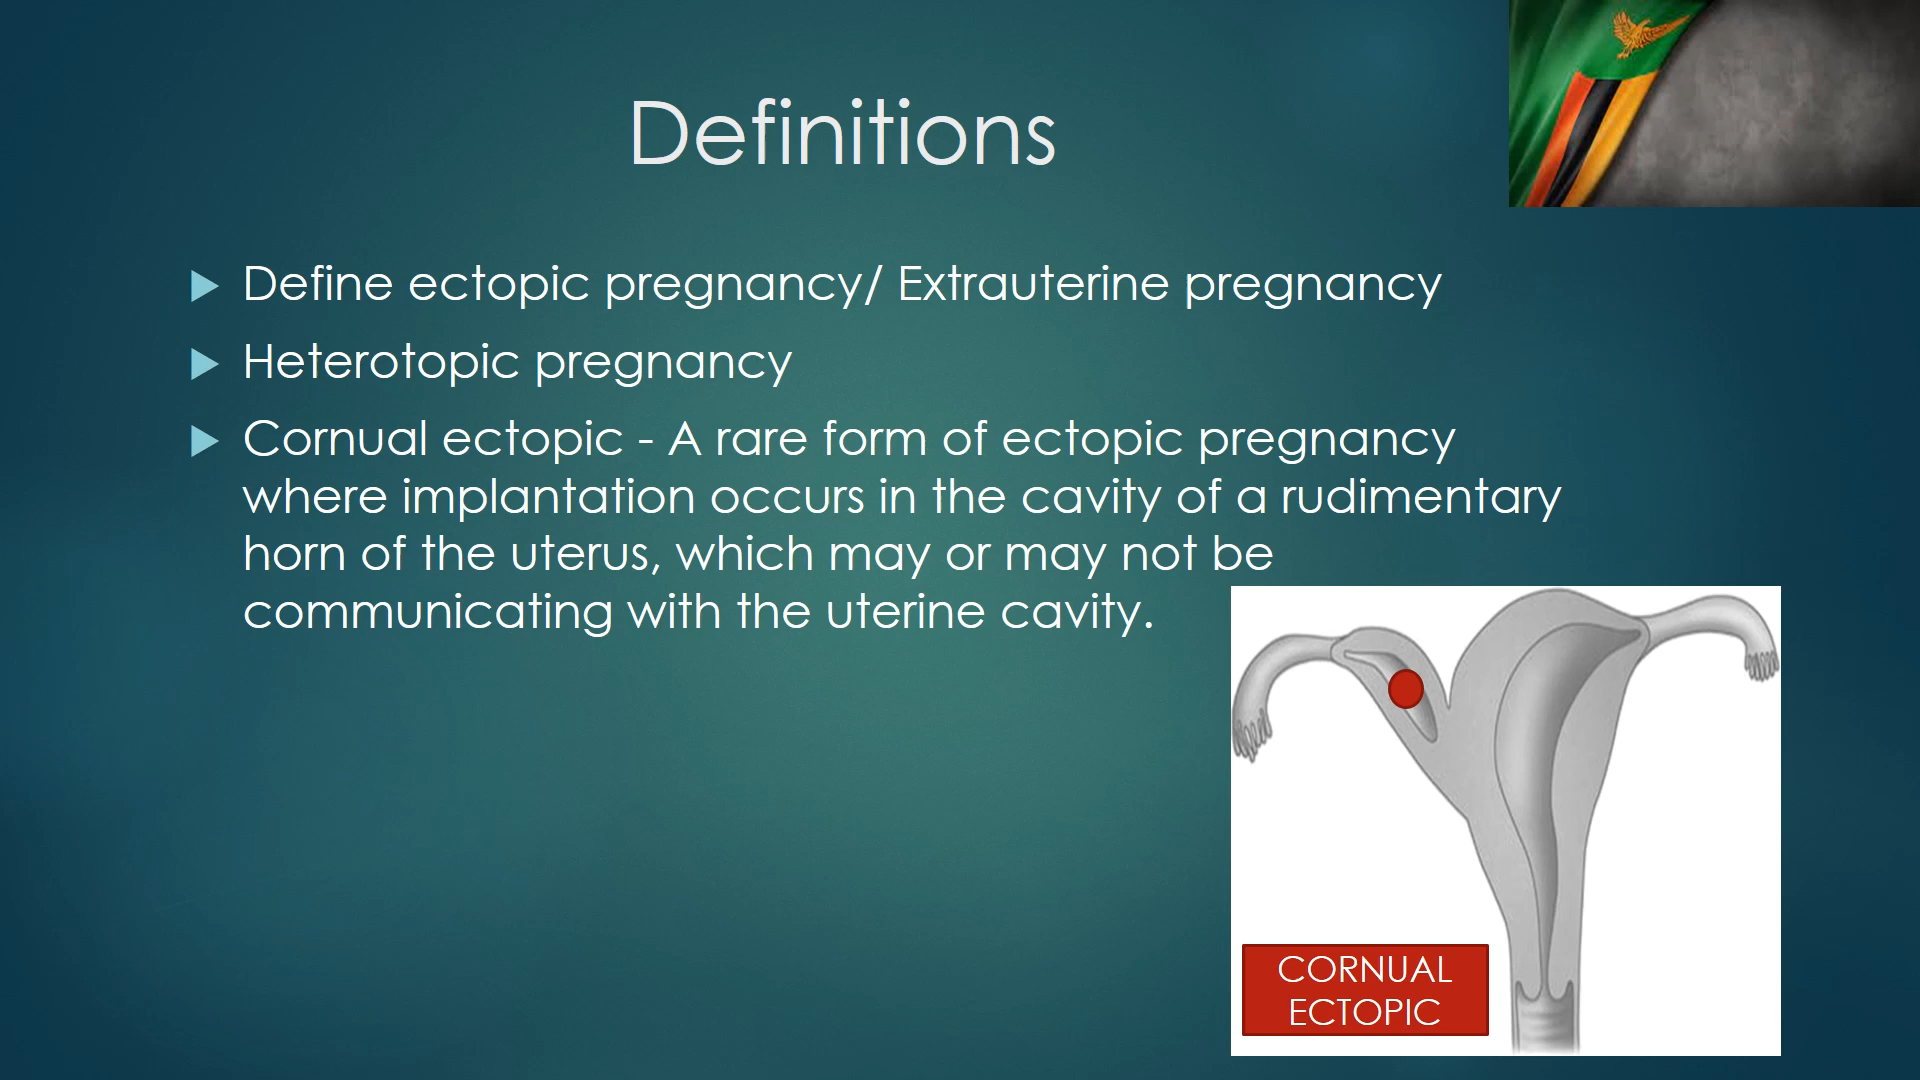 Definitions
Define ectopic pregnancy/ Extrauterine pregnancy
Heterotopic pregnancy
Cornual ectopic - A rare form of ectopic pregnancy
where implantation occurs in the cavity of a rudimentary
horn of the uterus, which may or may not be
communicating with the uterine cavity.
CORNUAL
ECTOPIC